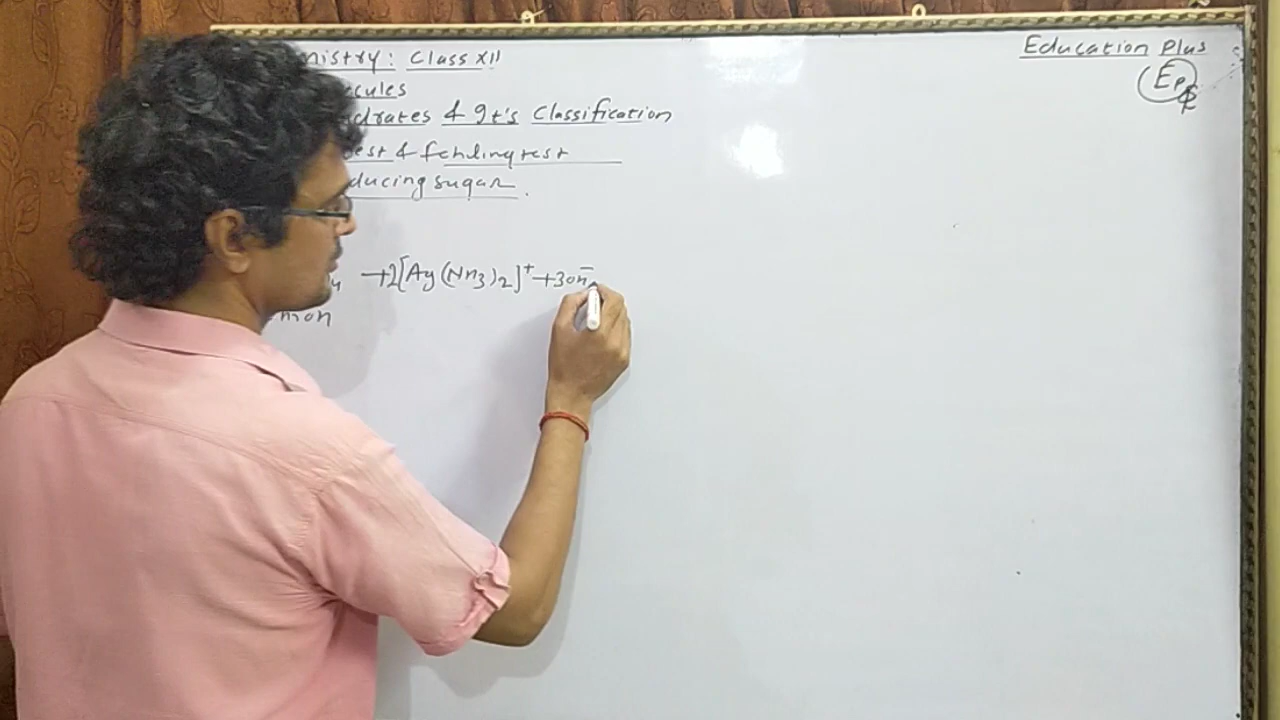 mistry: Class XII
Education Plus
Ep
cules
drates & It's Classification
est & fehling test
ducing sugar.
+2[Ag(NH3)2]+ +3OH-